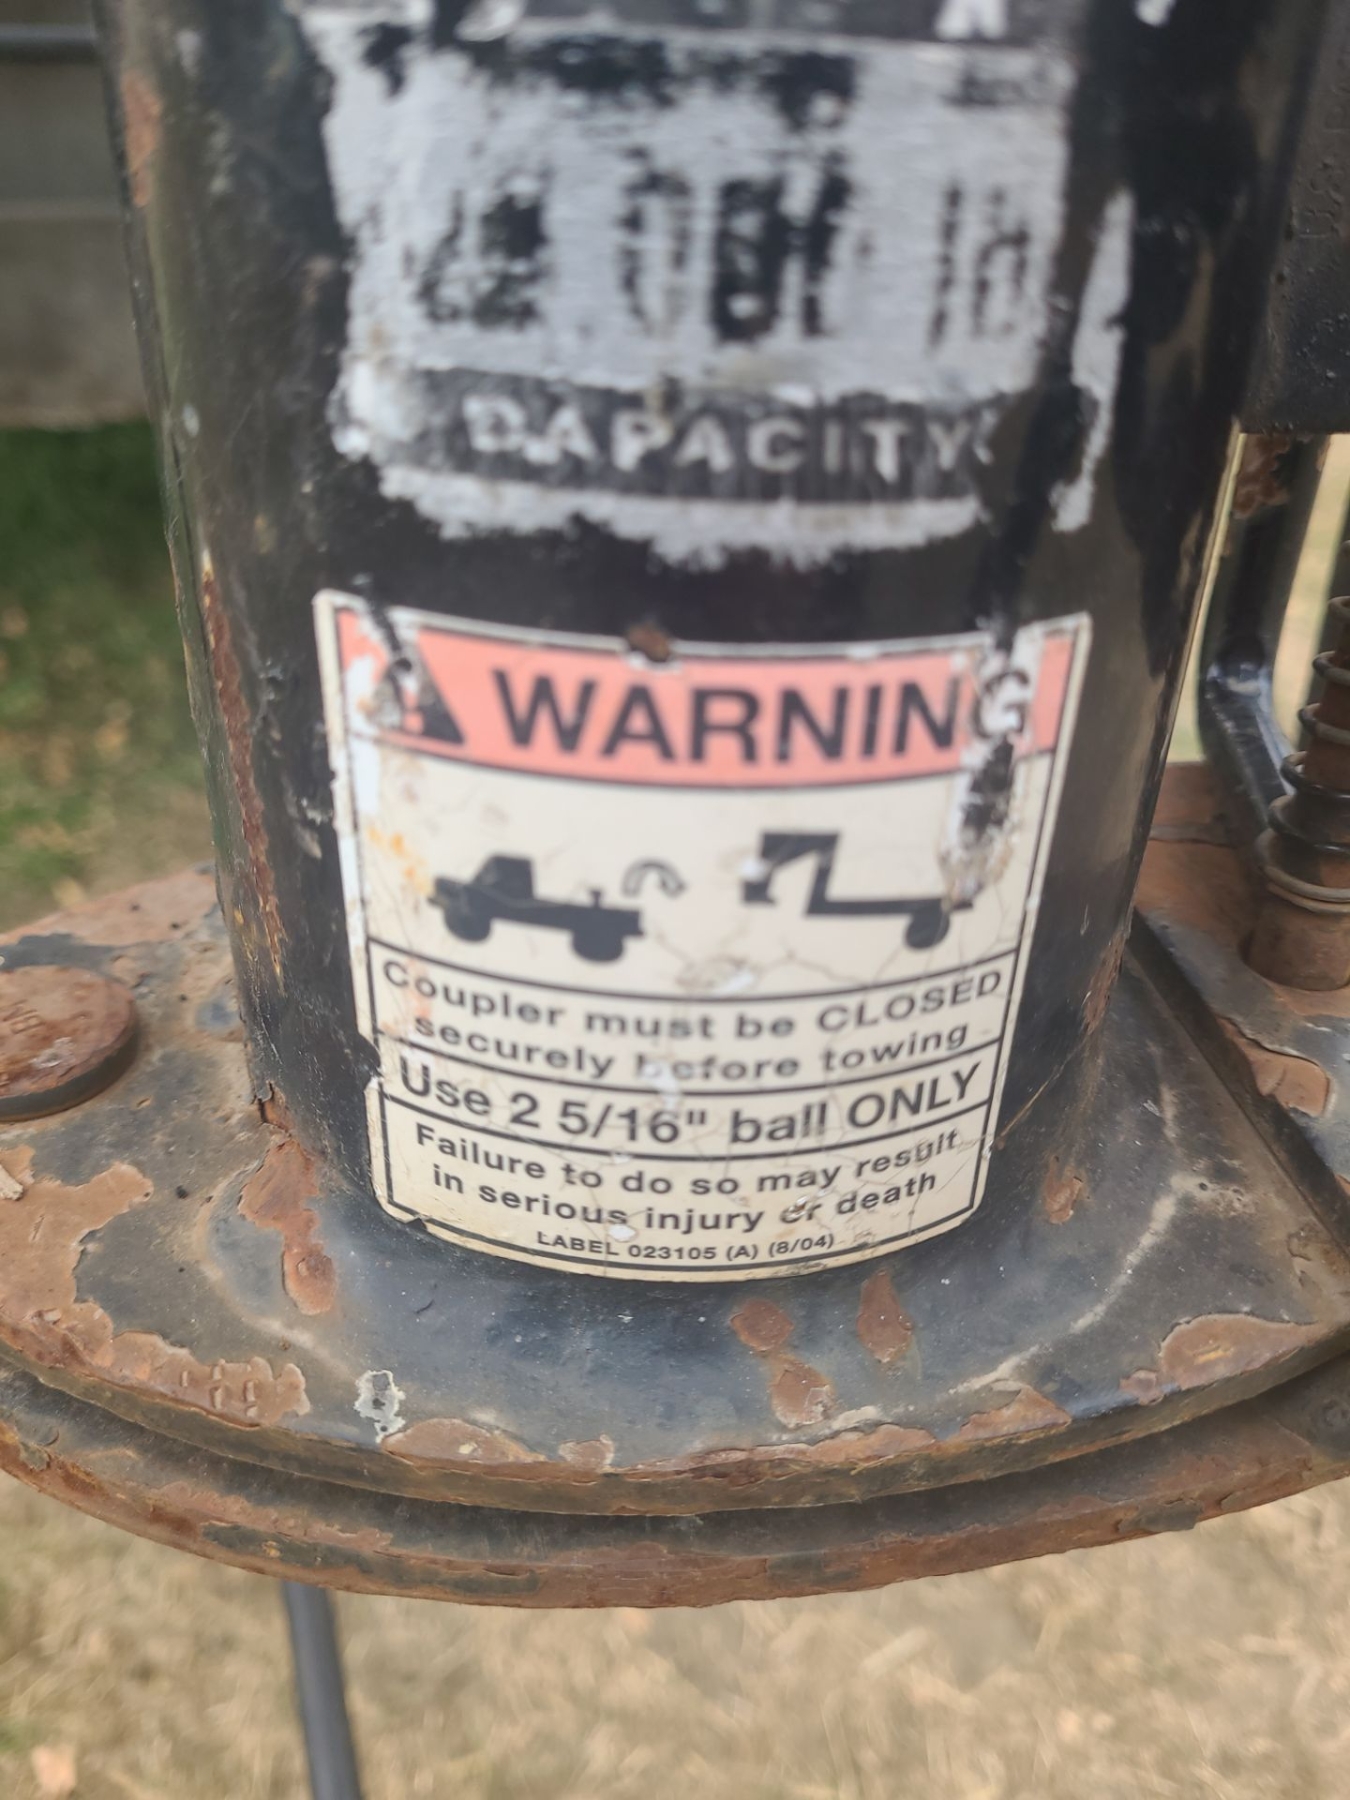 CAPACITY
WARNING
Coupler must be CLOSED
securely before towing
Use 2 5/16" ball ONLY
Failure to do so may result
in serious injury or death
LABEL 023105 (A) (8/04)